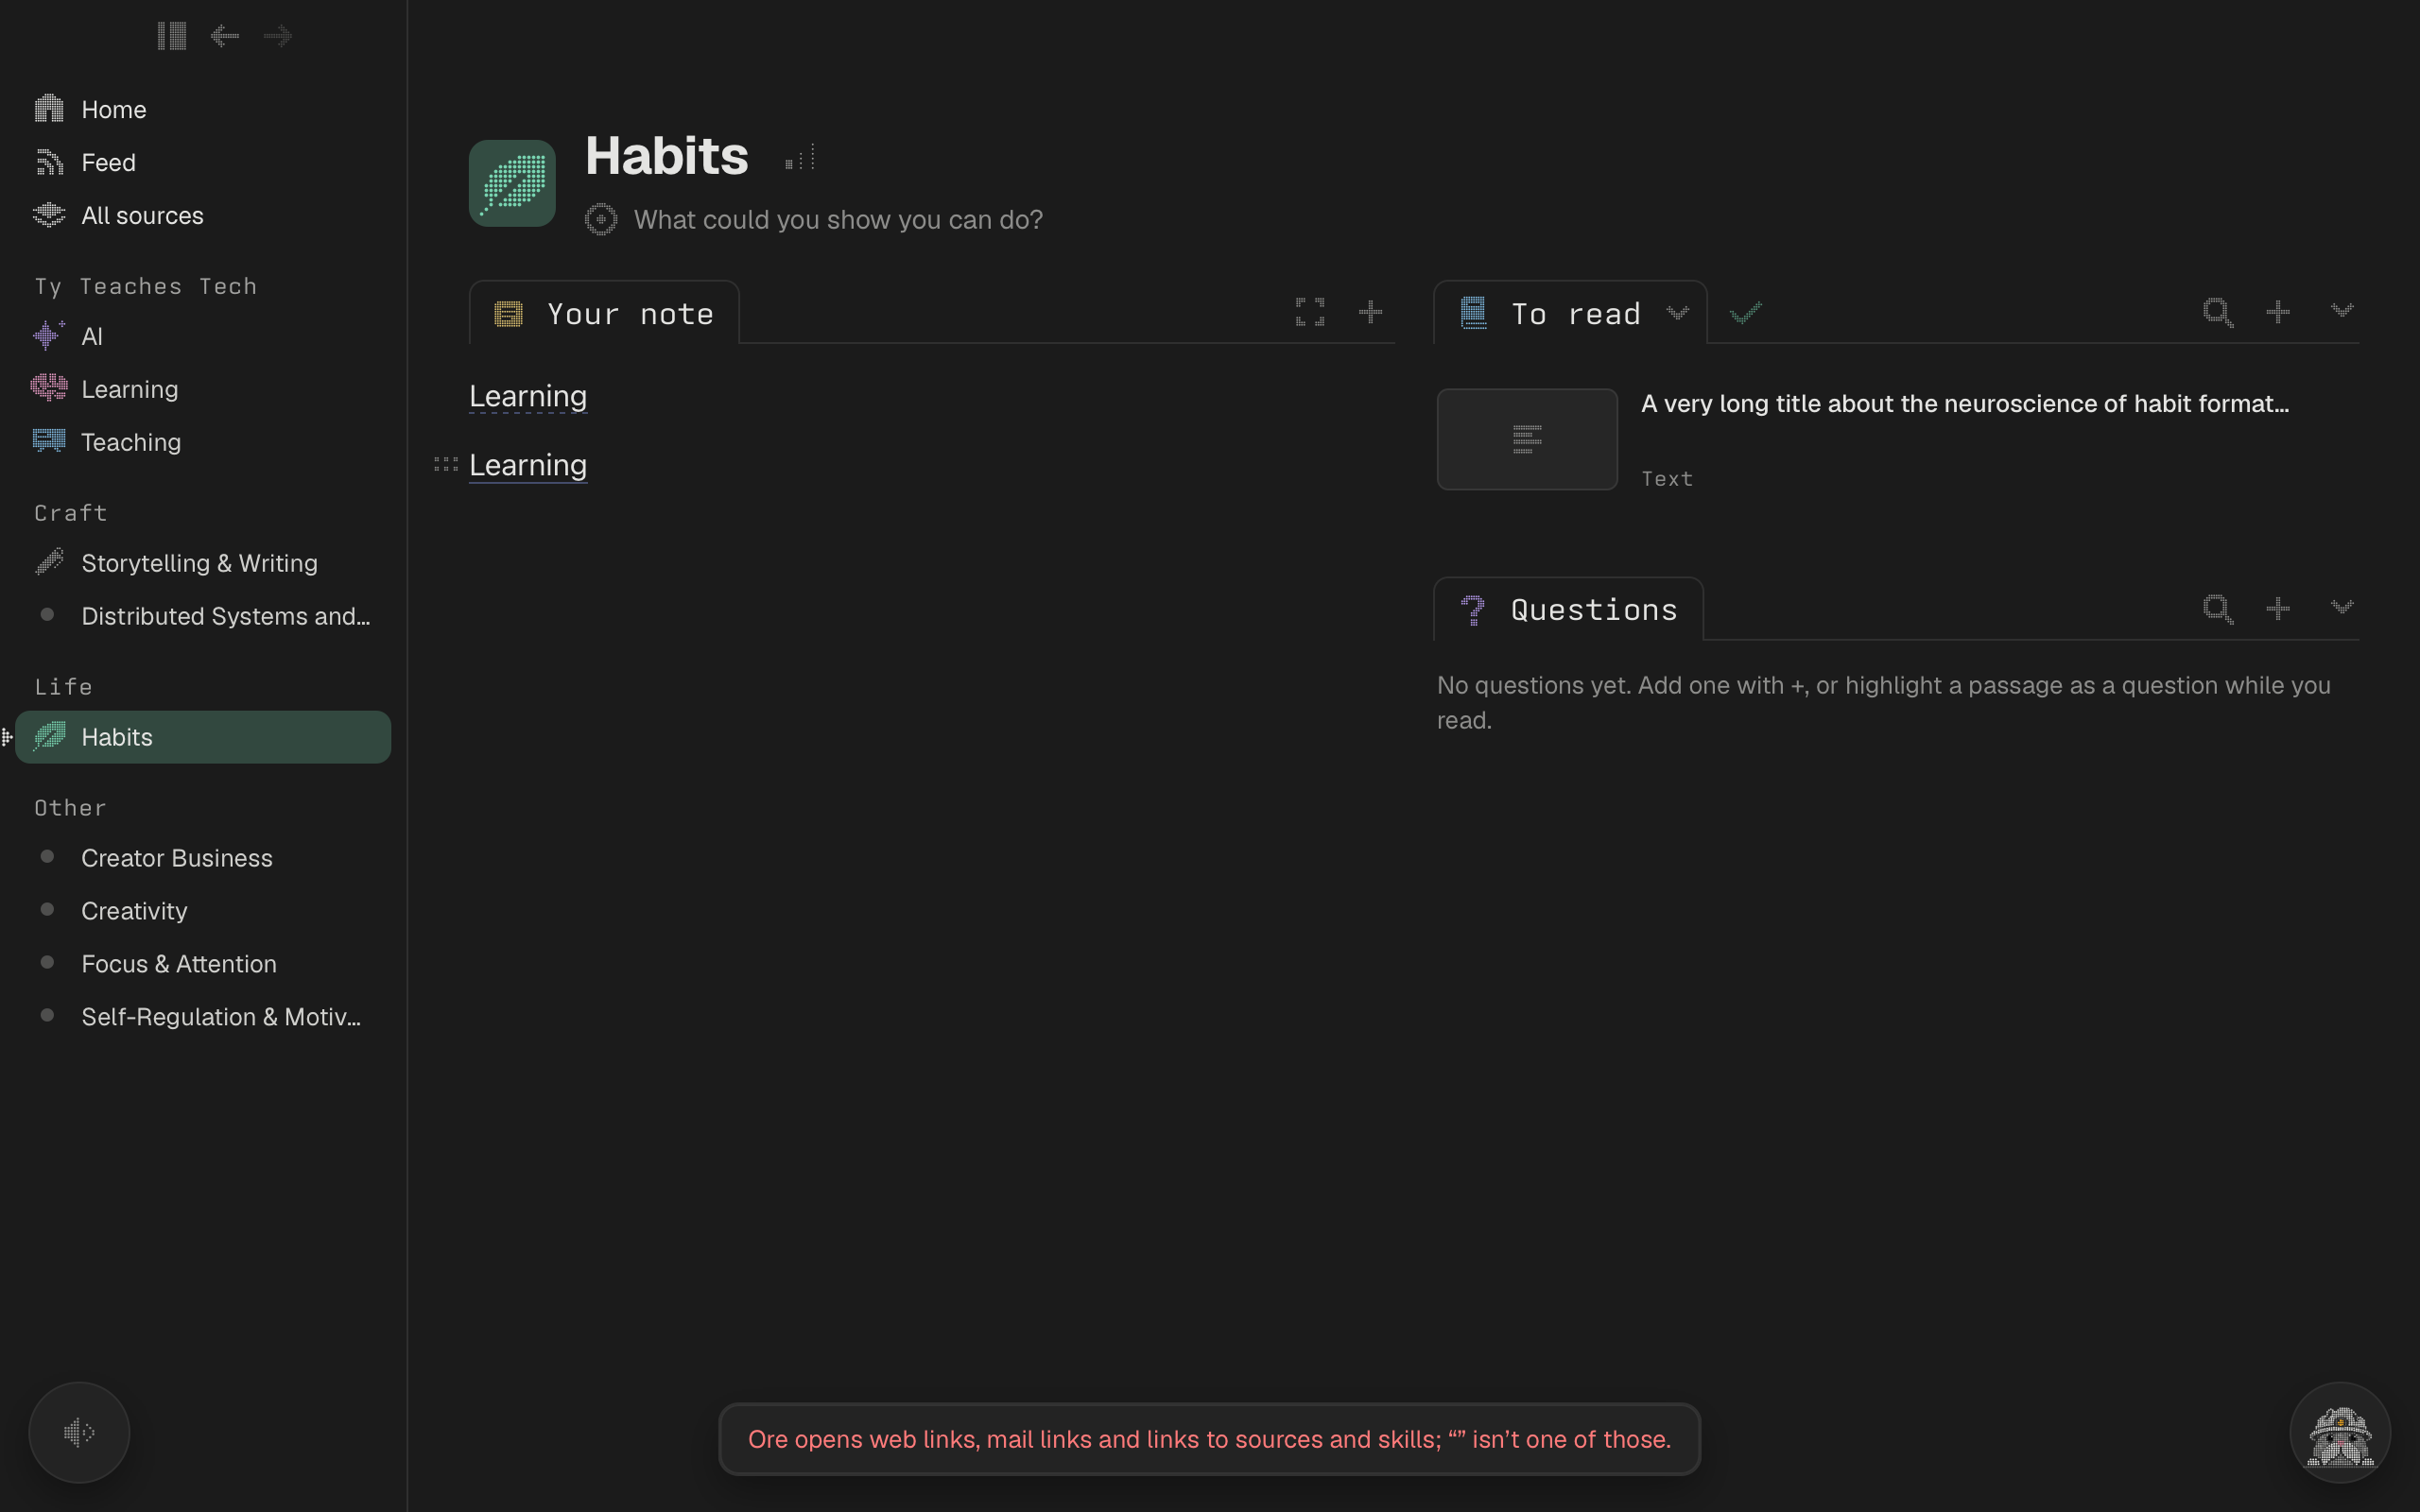 Home
Feed
All sources
Ty Teaches Tech
AI
Learning
Teaching
Craft
Storytelling & Writing
Distributed Systems and...
Life
Habits
Other
Creator Business
Creativity
Focus & Attention
Self-Regulation & Motiv...
Habits
What could you show you can do?
Your note
Learning
Learning
To read
A very long title about the neuroscience of habit format...
Text
Questions
No questions yet. Add one with +, or highlight a passage as a question while you
read.
Ore opens web links, mail links and links to sources and skills; “” isn’t one of those.